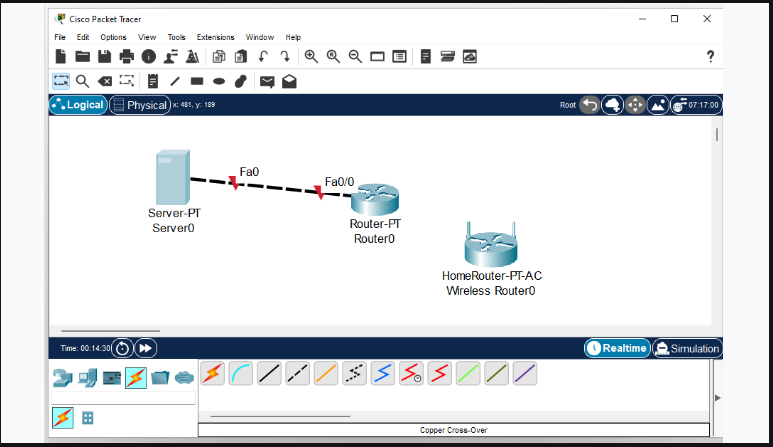 Cisco Packet Tracer
File Edit Options View Tools Extensions Window Help
?
Logical Physical x: 481, y: 189 Root 07:17:00
Fa0
Fa0/0
Server-PT
Server0
Router-PT
Router0
HomeRouter-PT-AC
Wireless Router0
Time: 00:14:30 Realtime Simulation
Copper Cross-Over